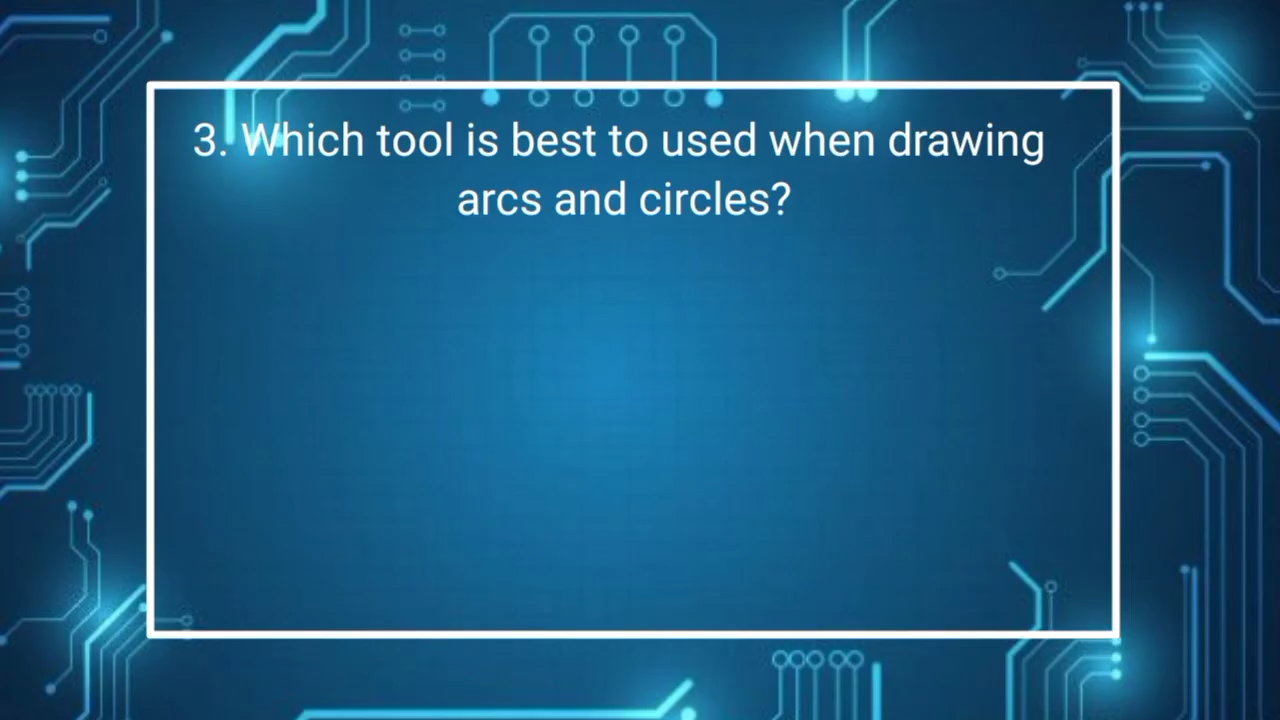 3. Which tool is best to used when drawing
arcs and circles?